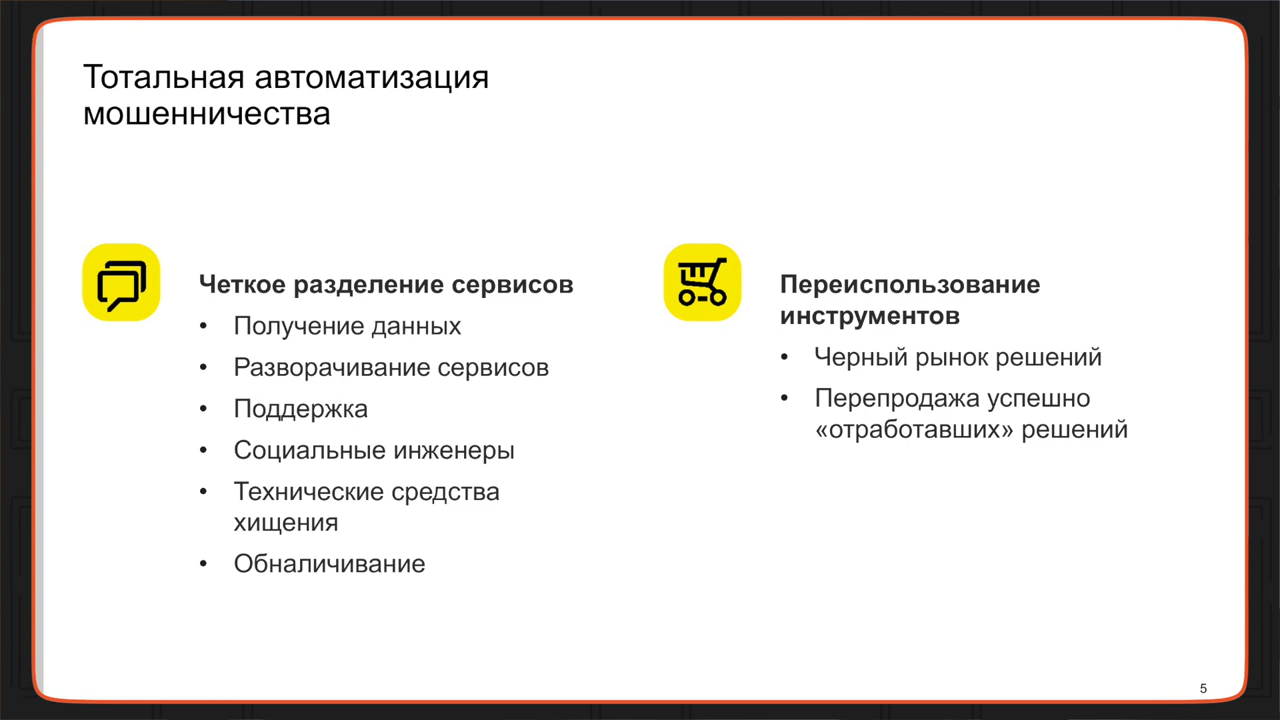 Тотальная автоматизация
мошенничества
Четкое разделение сервисов
• Получение данных
• Разворачивание сервисов
• Поддержка
• Социальные инженеры
• Технические средства
хищения
• Обналичивание
Переиспользование
инструментов
• Черный рынок решений
• Перепродажа успешно
«отработавших» решений
5